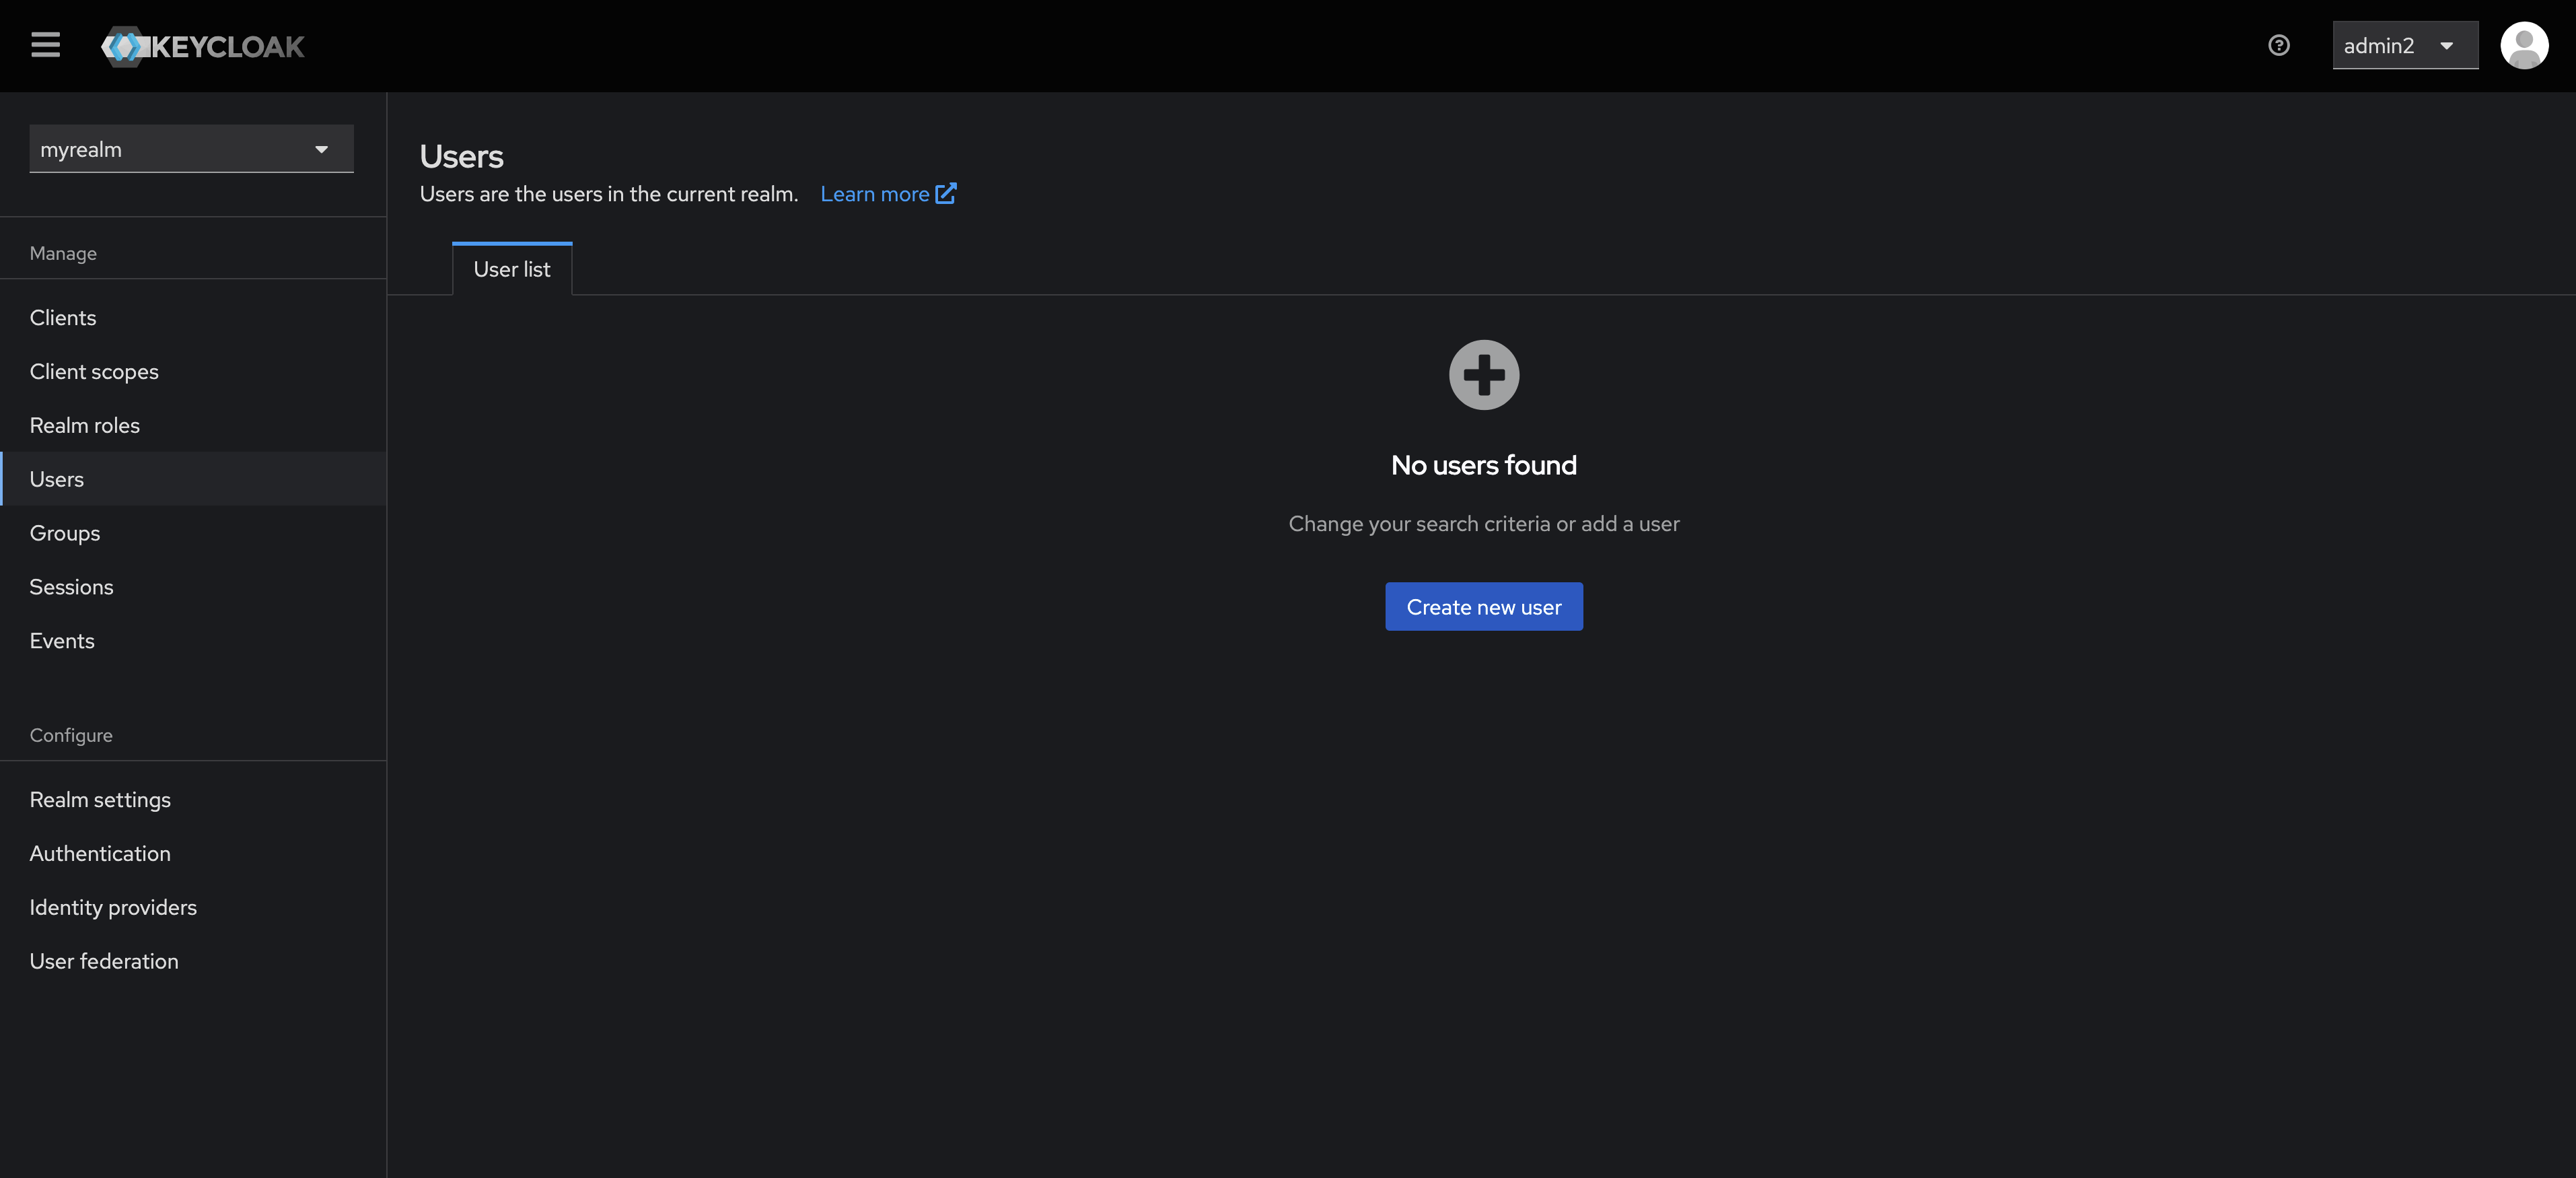 KEYCLOAK
?
admin2
myrealm
Manage
Clients
Client scopes
Realm roles
Users
Groups
Sessions
Events
Configure
Realm settings
Authentication
Identity providers
User federation
Users
Users are the users in the current realm. Learn more
User list
No users found
Change your search criteria or add a user
Create new user